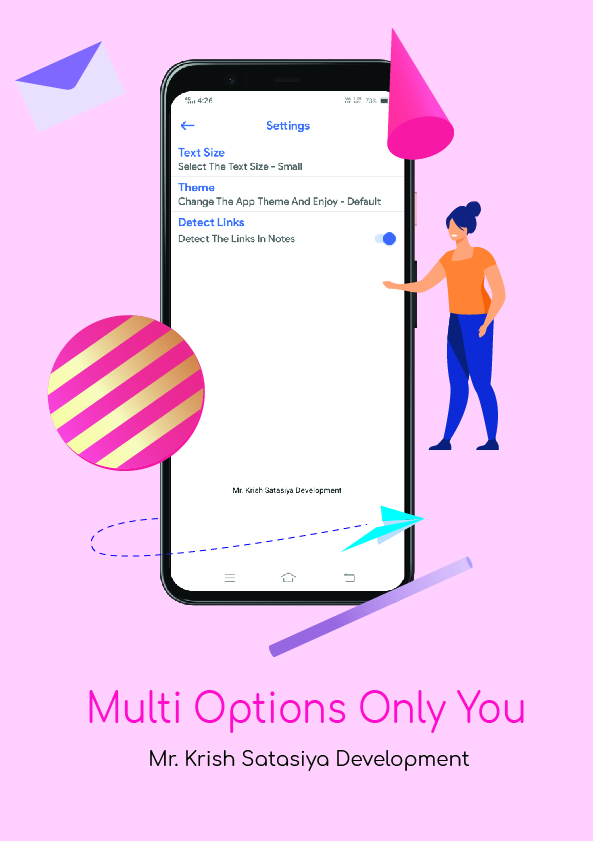 4:26 73%
Settings
Text Size
Select The Text Size - Small
Theme
Change The App Theme And Enjoy - Default
Detect Links
Detect The Links In Notes
Mr. Krish Satasiya Development
Multi Options Only You
Mr. Krish Satasiya Development